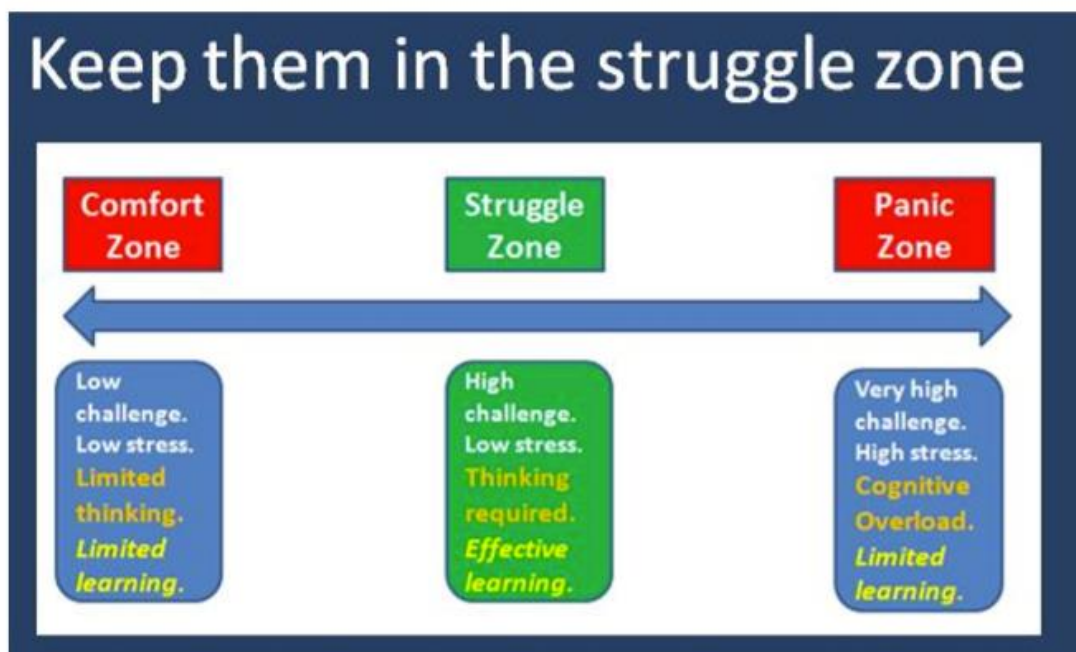 Keep them in the struggle zone
Comfort
Zone
Struggle
Zone
Panic
Zone
Low
challenge.
Low stress.
Limited
thinking.
Limited
learning.
High
challenge.
Low stress.
Thinking
required.
Effective
learning.
Very high
challenge.
High stress.
Cognitive
Overload.
Limited
learning.